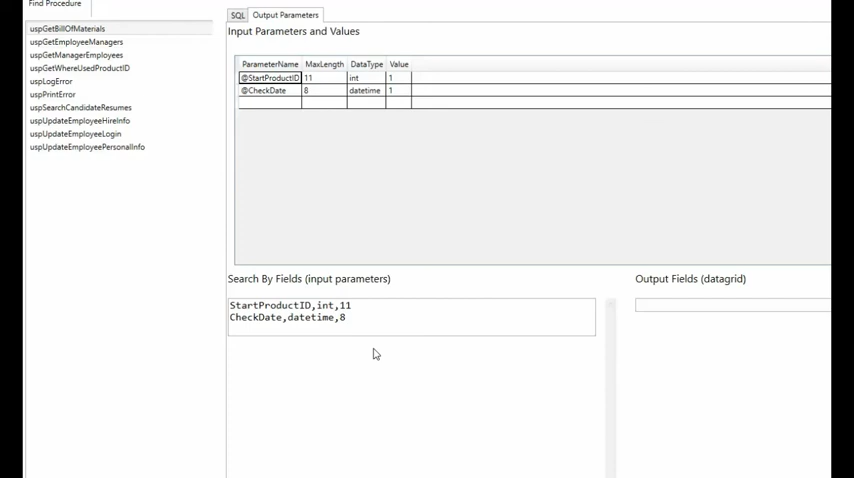 Find Procedure
uspGetBillOfMaterials
uspGetEmployeeManagers
uspGetManagerEmployees
uspGetWhereUsedProductID
uspLogError
uspPrintError
uspSearchCandidateResumes
uspUpdateEmployeeHireInfo
uspUpdateEmployeeLogin
uspUpdateEmployeePersonalInfo
SQL Output Parameters
Input Parameters and Values
ParameterName MaxLength DataType Value
@StartProductID 11 int 1
@CheckDate 8 datetime 1
Search By Fields (input parameters)
StartProductID,int,11
CheckDate,datetime,8
Output Fields (datagrid)